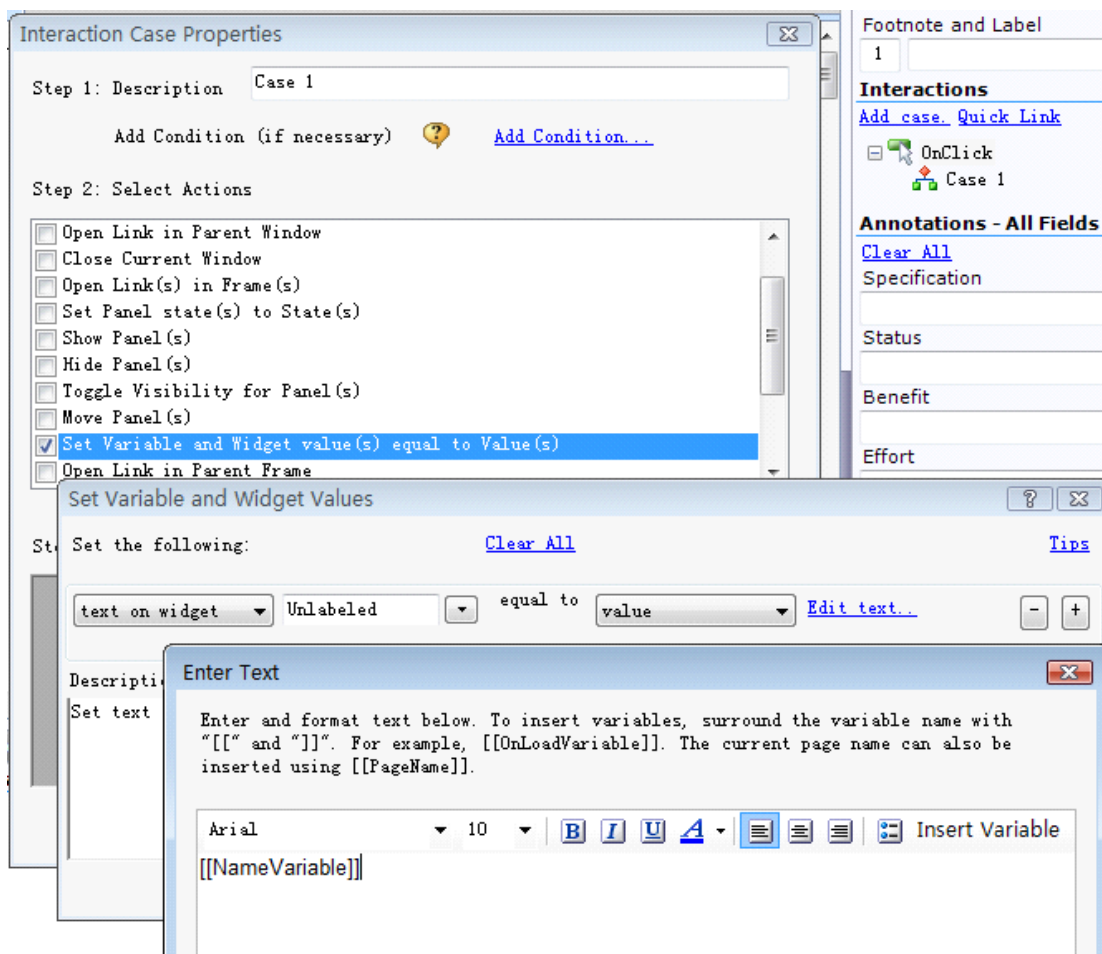 Interaction Case Properties
Step 1: Description Case 1
Add Condition (if necessary) Add Condition...
Step 2: Select Actions
Open Link in Parent Window
Close Current Window
Open Link(s) in Frame(s)
Set Panel state(s) to State(s)
Show Panel(s)
Hide Panel(s)
Toggle Visibility for Panel(s)
Move Panel(s)
Set Variable and Widget value(s) equal to Value(s)
Open Link in Parent Frame
Footnote and Label
1
Interactions
Add case. Quick Link
OnClick
Case 1
Annotations - All Fields
Clear All
Specification
Status
Benefit
Effort
Set Variable and Widget Values
Set the following: Clear All Tips
text on widget Unlabeled equal to value Edit text..
Set text
Enter Text
Enter and format text below. To insert variables, surround the variable name with
"[[" and "]]". For example, [[OnLoadVariable]]. The current page name can also be
inserted using [[PageName]].
Arial 10 B I U A Insert Variable
[[NameVariable]]